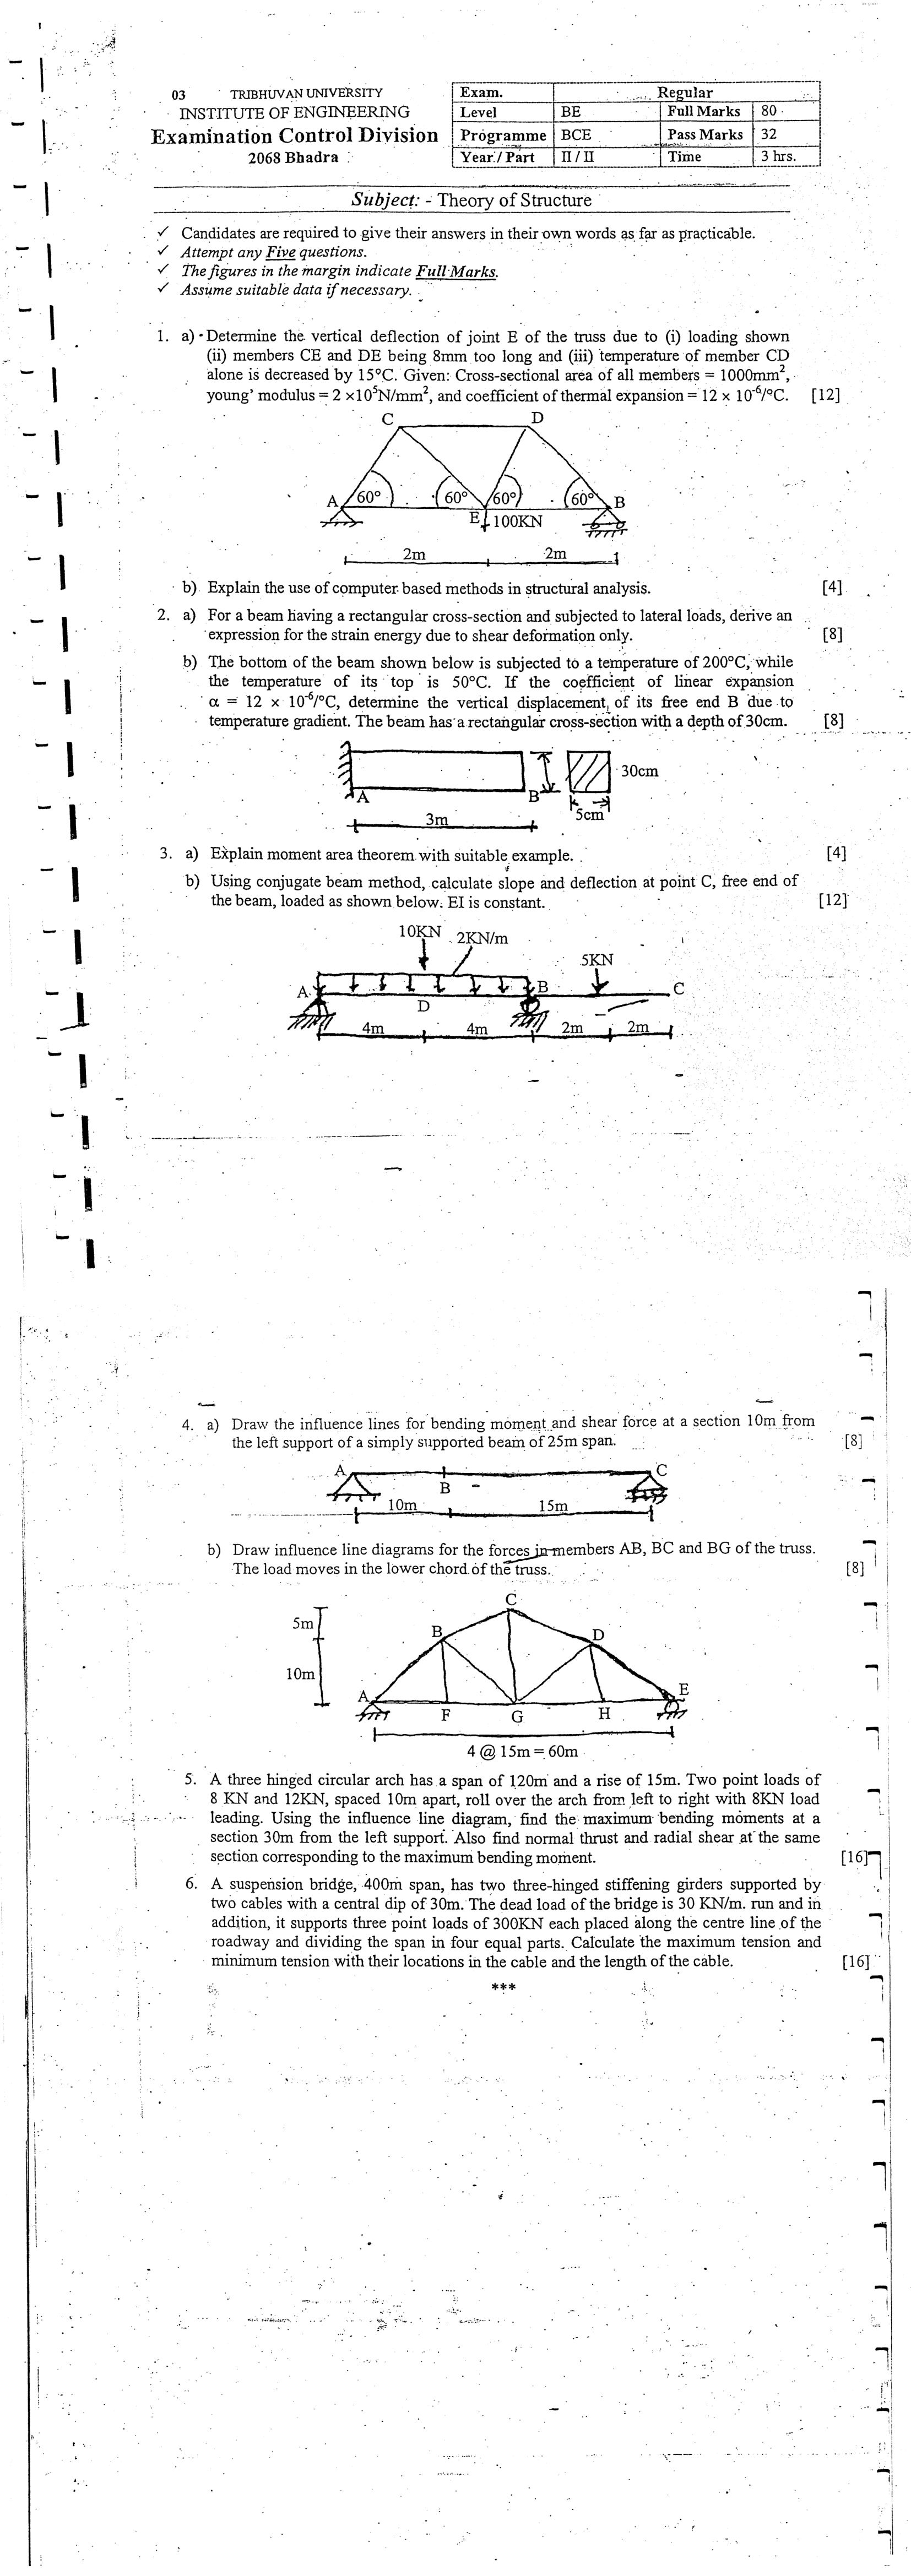 03 TRIBHUVAN UNIVERSITY
INSTITUTE OF ENGINEERING
Examination Control Division
2068 Bhadra
Exam. Regular
Level BE Full Marks 80
Programme BCE Pass Marks 32
Year / Part II / II Time 3 hrs.
Subject: - Theory of Structure
✓ Candidates are required to give their answers in their own words as far as practicable.
✓ Attempt any Five questions.
✓ The figures in the margin indicate Full Marks.
✓ Assume suitable data if necessary.
1. a) Determine the vertical deflection of joint E of the truss due to (i) loading shown
(ii) members CE and DE being 8mm too long and (iii) temperature of member CD
alone is decreased by 15°C. Given: Cross-sectional area of all members = 1000mm²,
young' modulus = 2 ×10⁵N/mm², and coefficient of thermal expansion = 12 × 10⁻⁶/°C. [12]
C D
A 60° 60° 60° 60° B
E 100KN
2m 2m
b) Explain the use of computer based methods in structural analysis. [4]
2. a) For a beam having a rectangular cross-section and subjected to lateral loads, derive an
expression for the strain energy due to shear deformation only. [8]
b) The bottom of the beam shown below is subjected to a temperature of 200°C, while
the temperature of its top is 50°C. If the coefficient of linear expansion
α = 12 × 10⁻⁶/°C, determine the vertical displacement, of its free end B due to
temperature gradient. The beam has a rectangular cross-section with a depth of 30cm. [8]
30cm
A B
5cm
3m
3. a) Explain moment area theorem with suitable example. [4]
b) Using conjugate beam method, calculate slope and deflection at point C, free end of
the beam, loaded as shown below. EI is constant. [12]
10KN 2KN/m
5KN
A B C
D
4m 4m 2m 2m
4. a) Draw the influence lines for bending moment and shear force at a section 10m from
the left support of a simply supported beam of 25m span. [8]
A C
B
10m 15m
b) Draw influence line diagrams for the forces in members AB, BC and BG of the truss.
The load moves in the lower chord of the truss. [8]
C
5m
B D
10m
A E
F G H
4 @ 15m = 60m
5. A three hinged circular arch has a span of 120m and a rise of 15m. Two point loads of
8 KN and 12KN, spaced 10m apart, roll over the arch from left to right with 8KN load
leading. Using the influence line diagram, find the maximum bending moments at a
section 30m from the left support. Also find normal thrust and radial shear at the same
section corresponding to the maximum bending moment. [16]
6. A suspension bridge, 400m span, has two three-hinged stiffening girders supported by
two cables with a central dip of 30m. The dead load of the bridge is 30 KN/m. run and in
addition, it supports three point loads of 300KN each placed along the centre line of the
roadway and dividing the span in four equal parts. Calculate the maximum tension and
minimum tension with their locations in the cable and the length of the cable. [16]
***